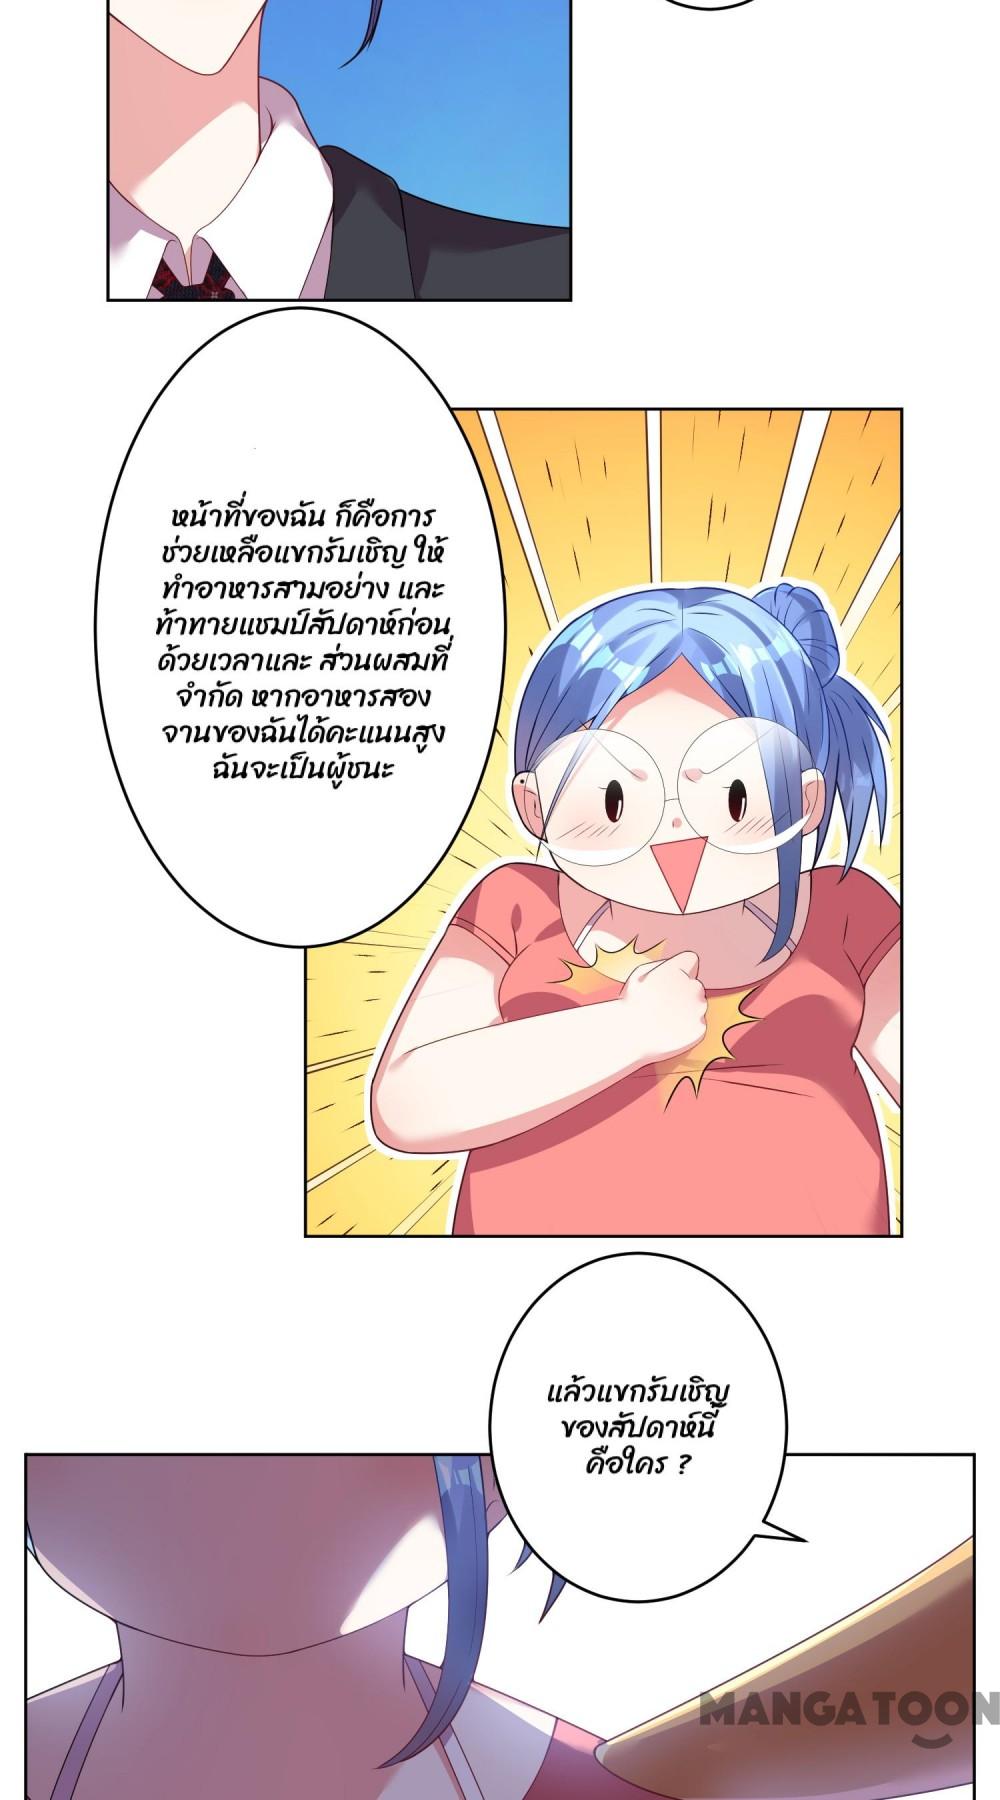 หน้าที่ของฉัน ก็คือการ
ช่วยเหลือแขกรับเชิญ ให้
ทำอาหารสามอย่าง และ
ท้าทายแชมป์สัปดาห์ก่อน
ด้วยเวลาและ ส่วนผสมที่
จำกัด หากอาหารสอง
จานของฉันได้คะแนนสูง
ฉันจะเป็นผู้ชนะ
แล้วแขกรับเชิญ
ของสัปดาห์นี้
คือใคร ?
MANGATOON